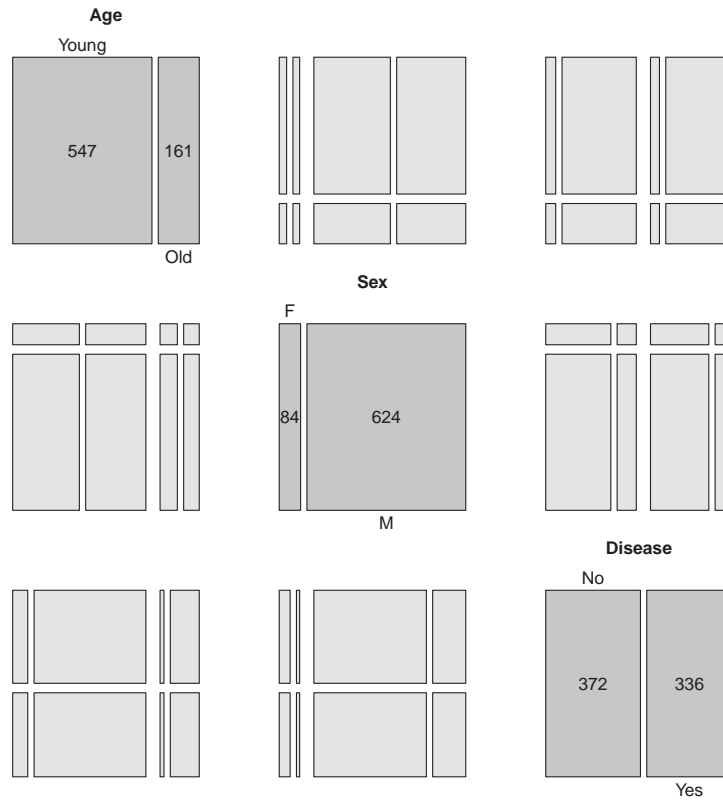 Age
Young
547
161
Old
Sex
F
84
624
M
Disease
No
372
336
Yes